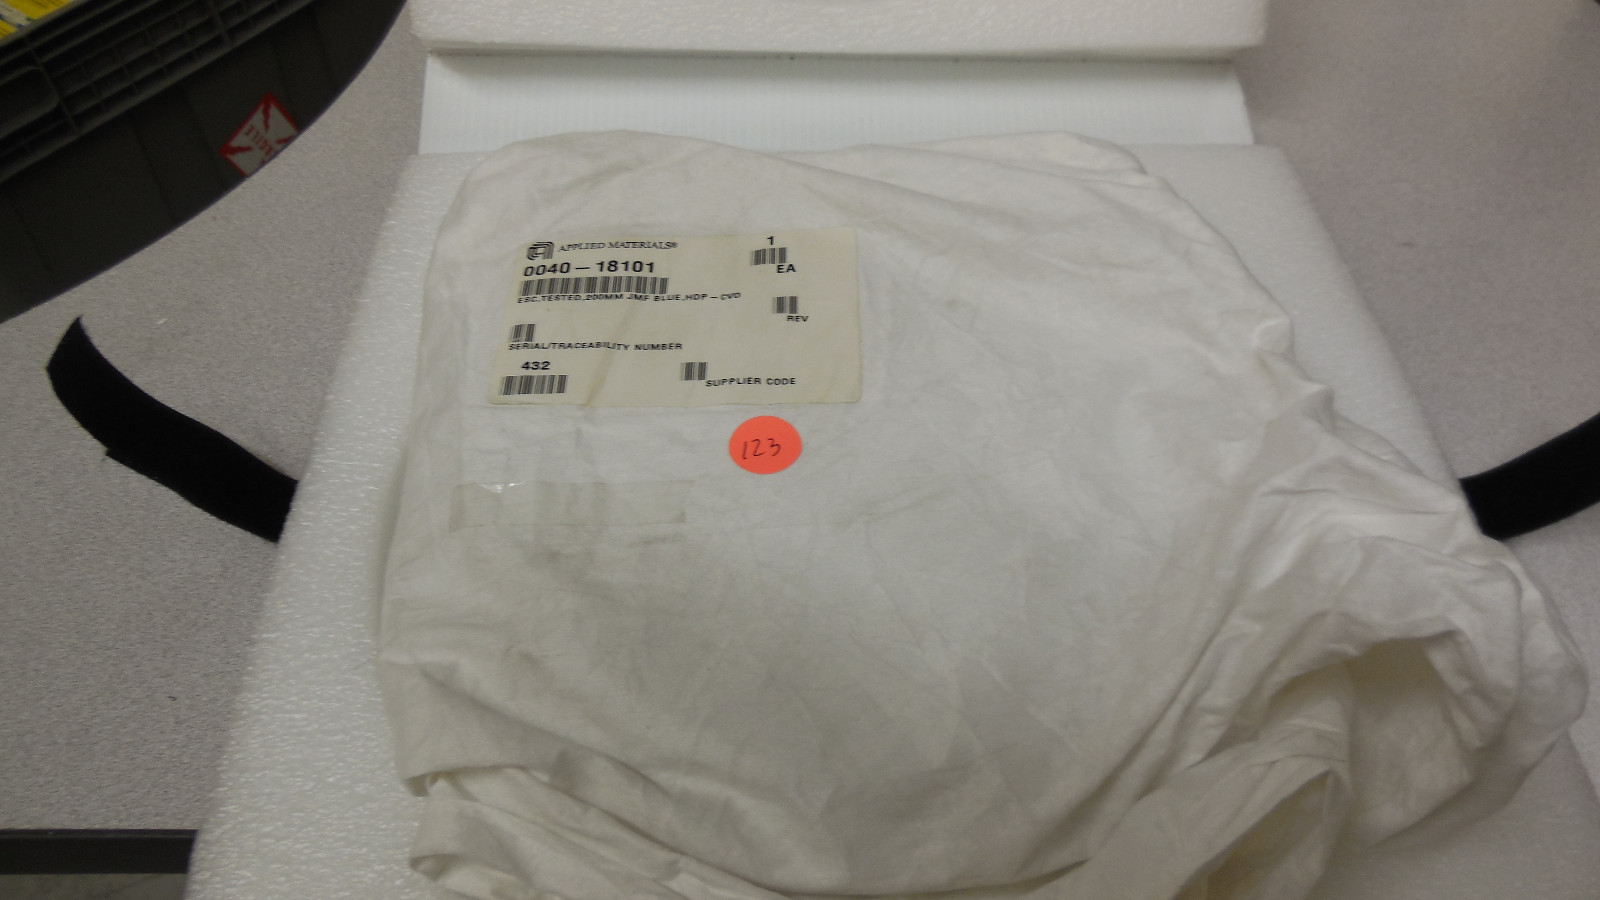 APPLIED MATERIALS®
0040-18101
ESC,TESTED,200MM JMF BLUE,HDP-CVD
1
EA
REV
SERIAL/TRACEABILITY NUMBER
432
SUPPLIER CODE
123
FRAGILE